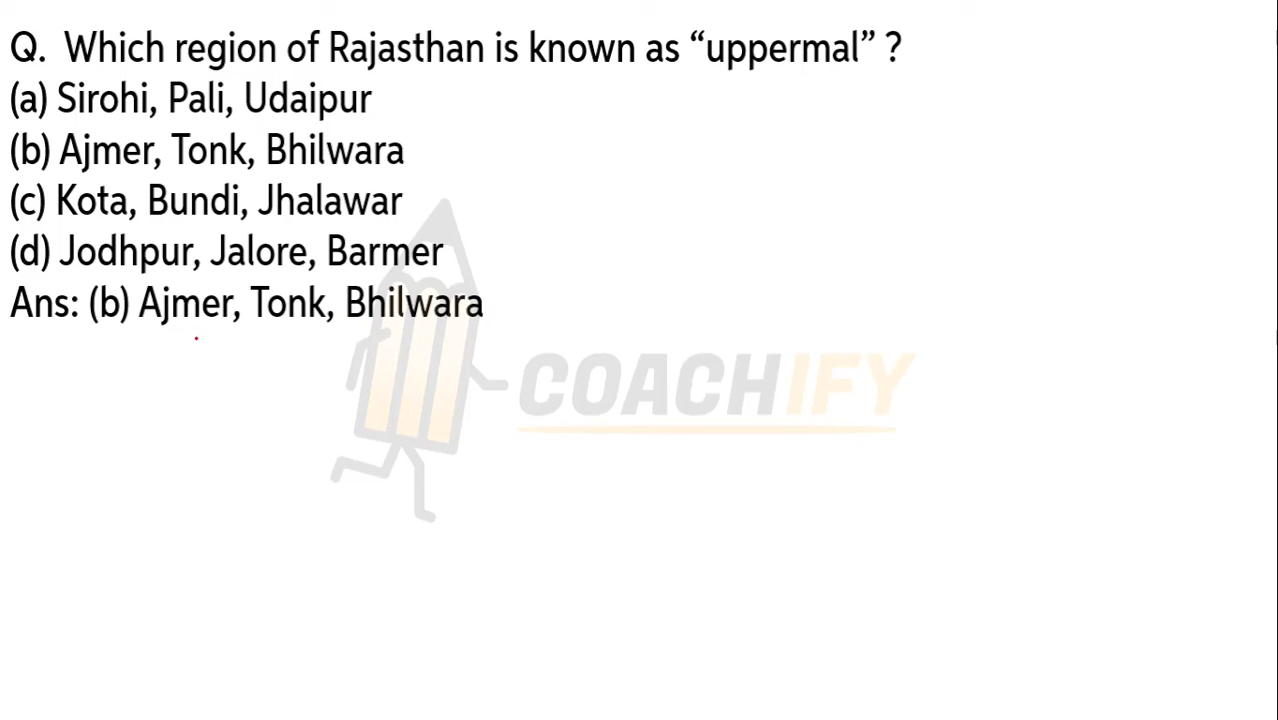 Q. Which region of Rajasthan is known as “uppermal” ?
(a) Sirohi, Pali, Udaipur
(b) Ajmer, Tonk, Bhilwara
(c) Kota, Bundi, Jhalawar
(d) Jodhpur, Jalore, Barmer
Ans: (b) Ajmer, Tonk, Bhilwara
COACHIFY